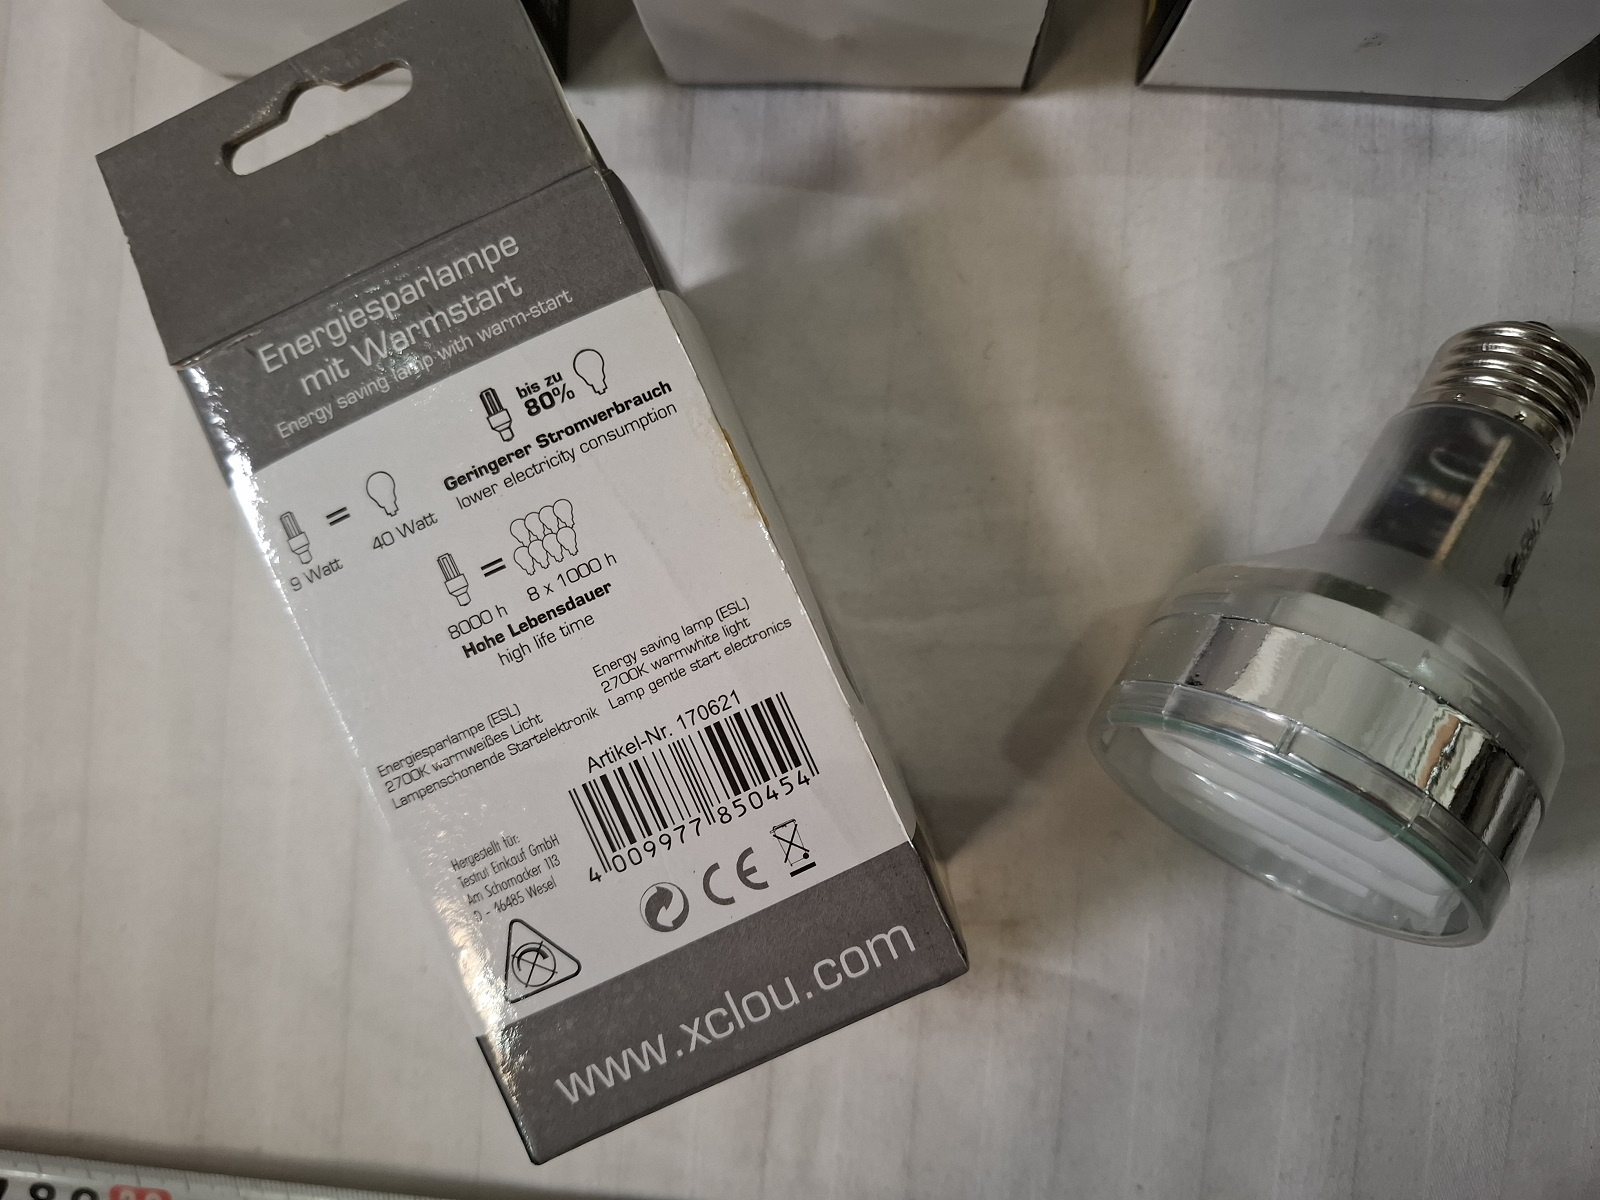 Energiesparlampe
mit Warmstart
Energy saving lamp with warm-start
bis zu
80%
Geringerer Stromverbrauch
lower electricity consumption
=
9 Watt
40 Watt
=
8000 h
8 x 1000 h
Hohe Lebensdauer
high life time
Energiesparlampe (ESL)
2700K warmweißes Licht
Lampenschonende Startelektronik
Energy saving lamp (ESL)
2700K warmwhite light
Lamp gentle start electronics
Artikel-Nr. 170621
4 009977 850454
Hergestellt für:
Testrut Einkauf GmbH
Am Schornacker 113
D - 46485 Wesel
CE
www.xclou.com